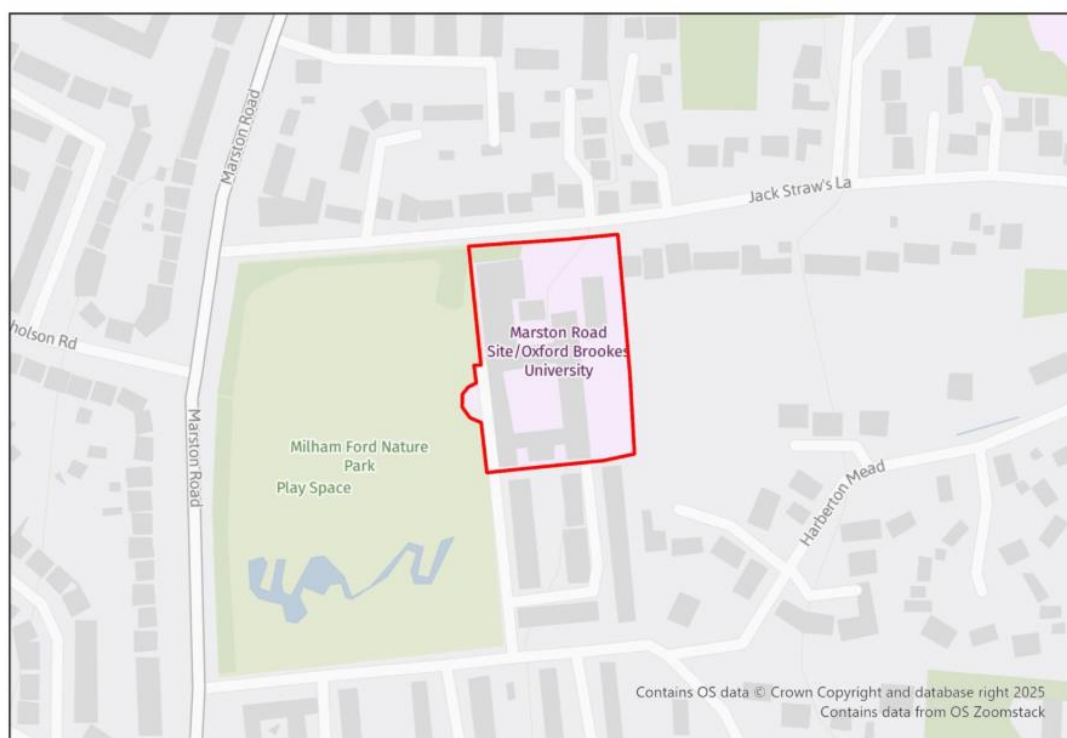 Marston Road
Jack Straw's La
Marston Road
Site/Oxford Brookes
University
holson Rd
Marston Road
Milham Ford Nature
Park
Play Space
Harberton Mead
Contains OS data © Crown Copyright and database right 2025
Contains data from OS Zoomstack